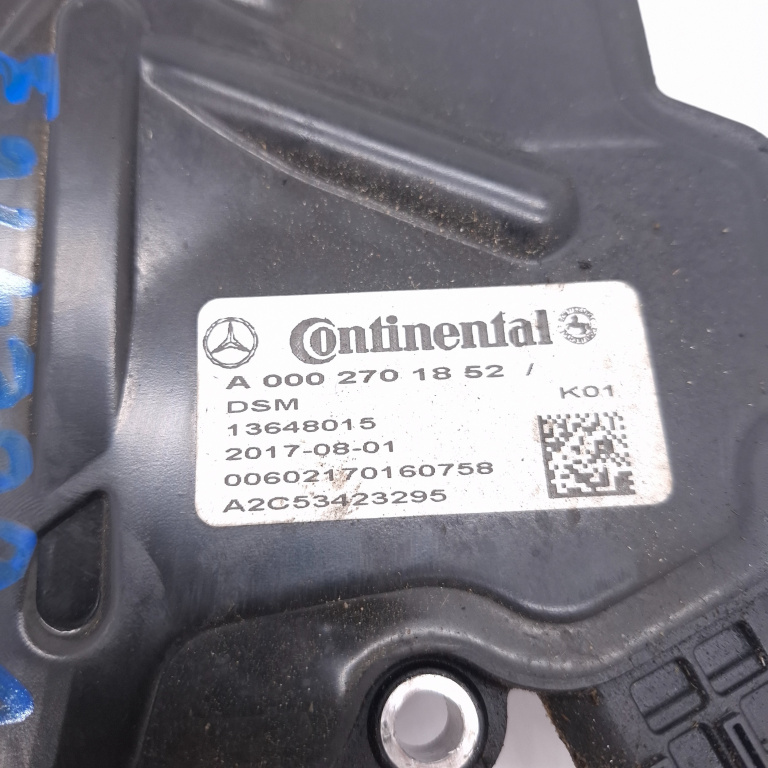 Continental
A 000 270 18 52 /
DSM K01
13648015
2017-08-01
00602170160758
A2C53423295